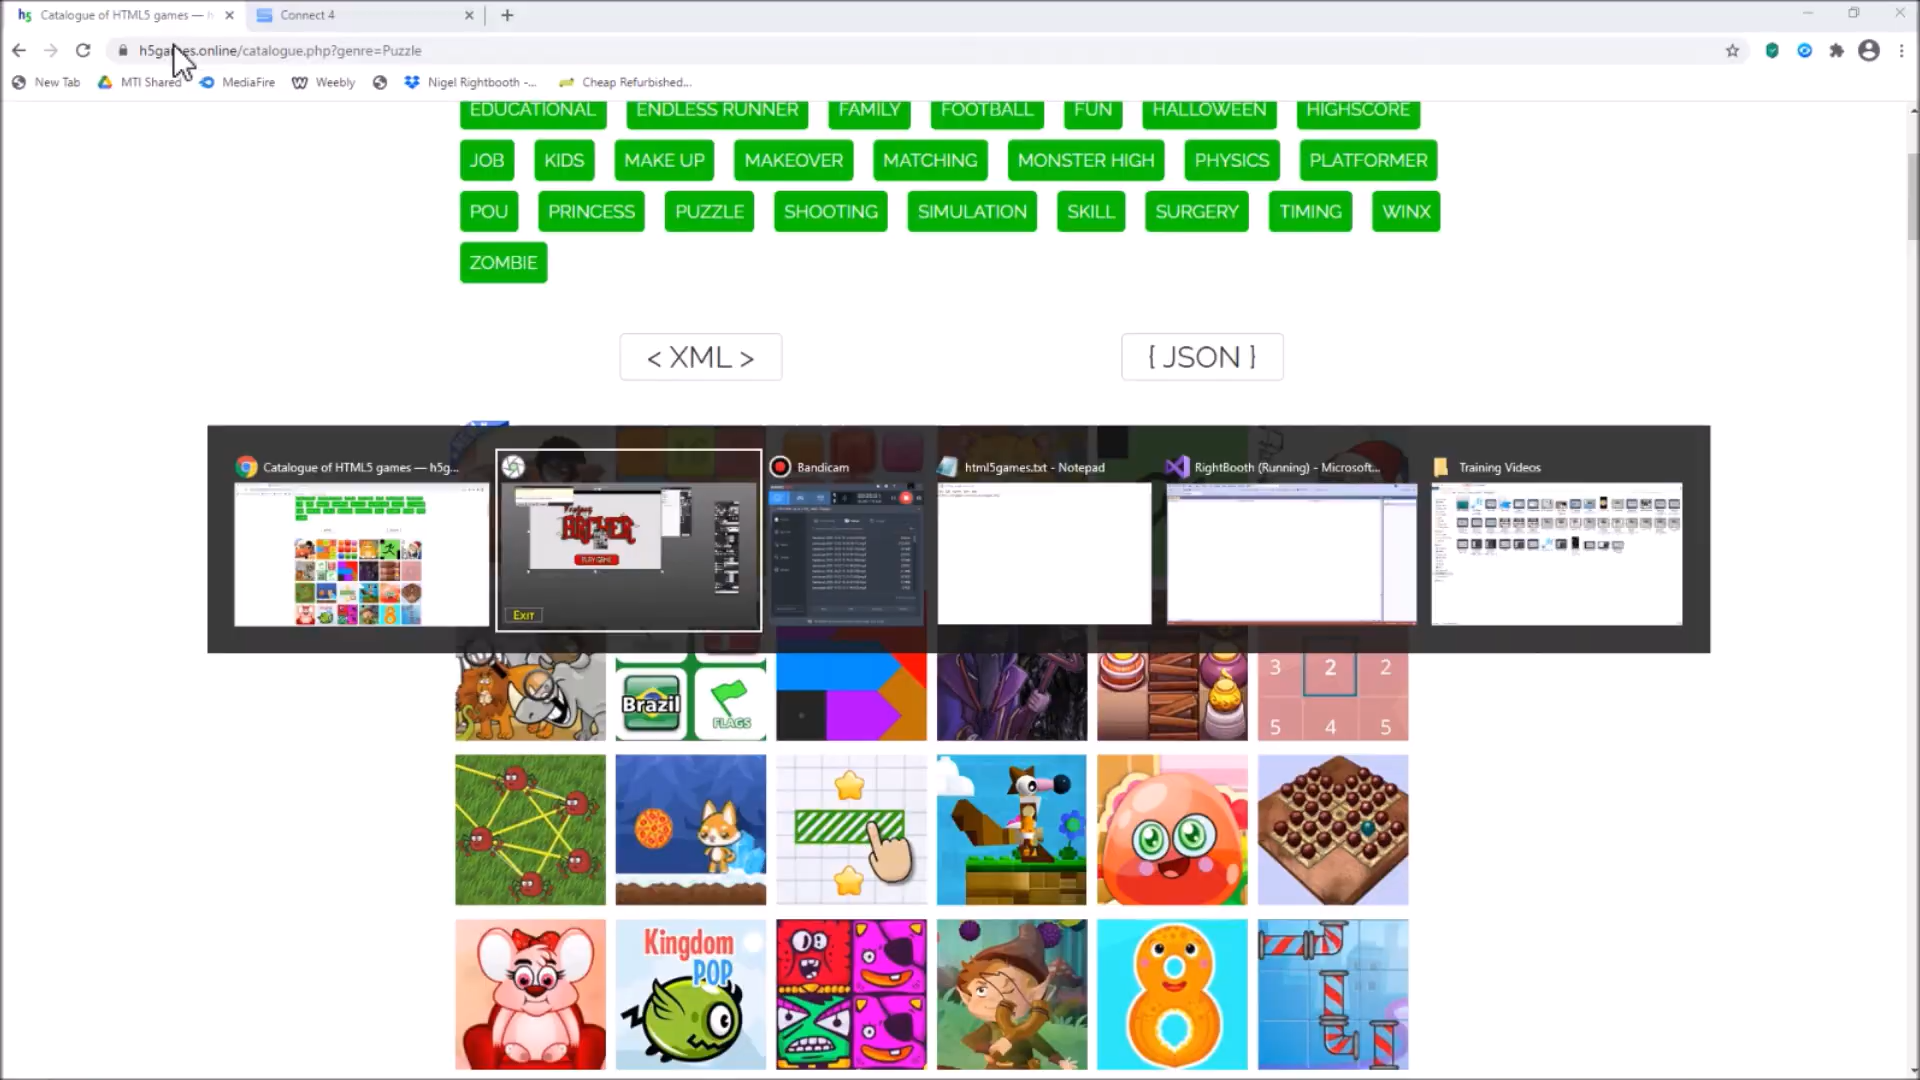 h5 Catalogue of HTML5 games — h
Connect 4
h5games.online/catalogue.php?genre=Puzzle
New Tab
MTI Shared
MediaFire
Weebly
Nigel Rightbooth -...
Cheap Refurbished...
EDUCATIONAL
ENDLESS RUNNER
FAMILY
FOOTBALL
FUN
HALLOWEEN
HIGHSCORE
JOB
KIDS
MAKE UP
MAKEOVER
MATCHING
MONSTER HIGH
PHYSICS
PLATFORMER
POU
PRINCESS
PUZZLE
SHOOTING
SIMULATION
SKILL
SURGERY
TIMING
WINX
ZOMBIE
< XML >
{ JSON }
Catalogue of HTML5 games — h5g...
Bandicam
html5games.txt - Notepad
RightBooth (Running) - Microsoft...
Training Videos
ARCHER
EXIT
Brazil
FLAGS
3 2 2
5 4 5
Kingdom
POP